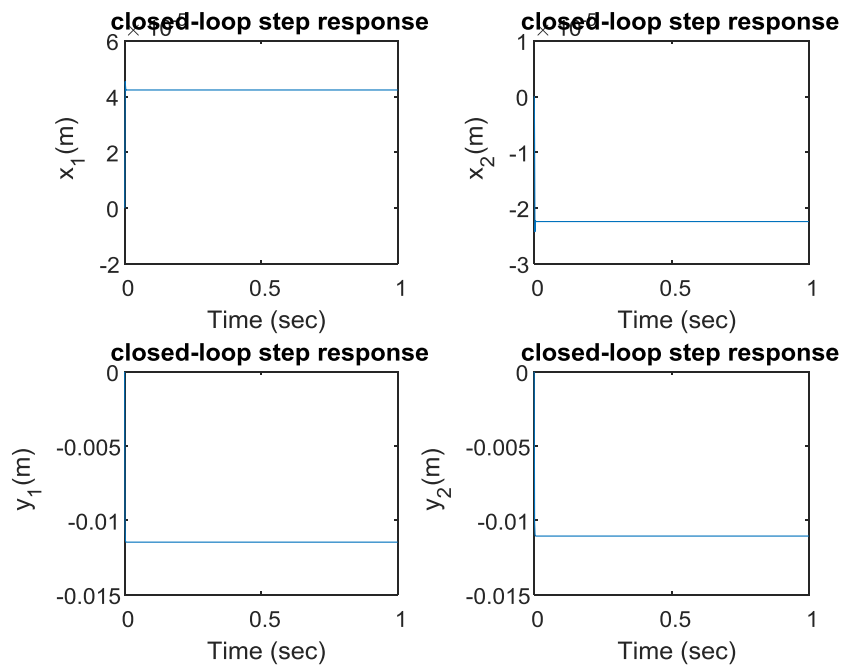 closed-loop step response
6
4
2
0
-2
x1(m)
0 0.5 1
Time (sec)
closed-loop step response
1
0
-1
-2
-3
x2(m)
0 0.5 1
Time (sec)
closed-loop step response
0
-0.005
-0.01
-0.015
y1(m)
0 0.5 1
Time (sec)
closed-loop step response
0
-0.005
-0.01
-0.015
y2(m)
0 0.5 1
Time (sec)